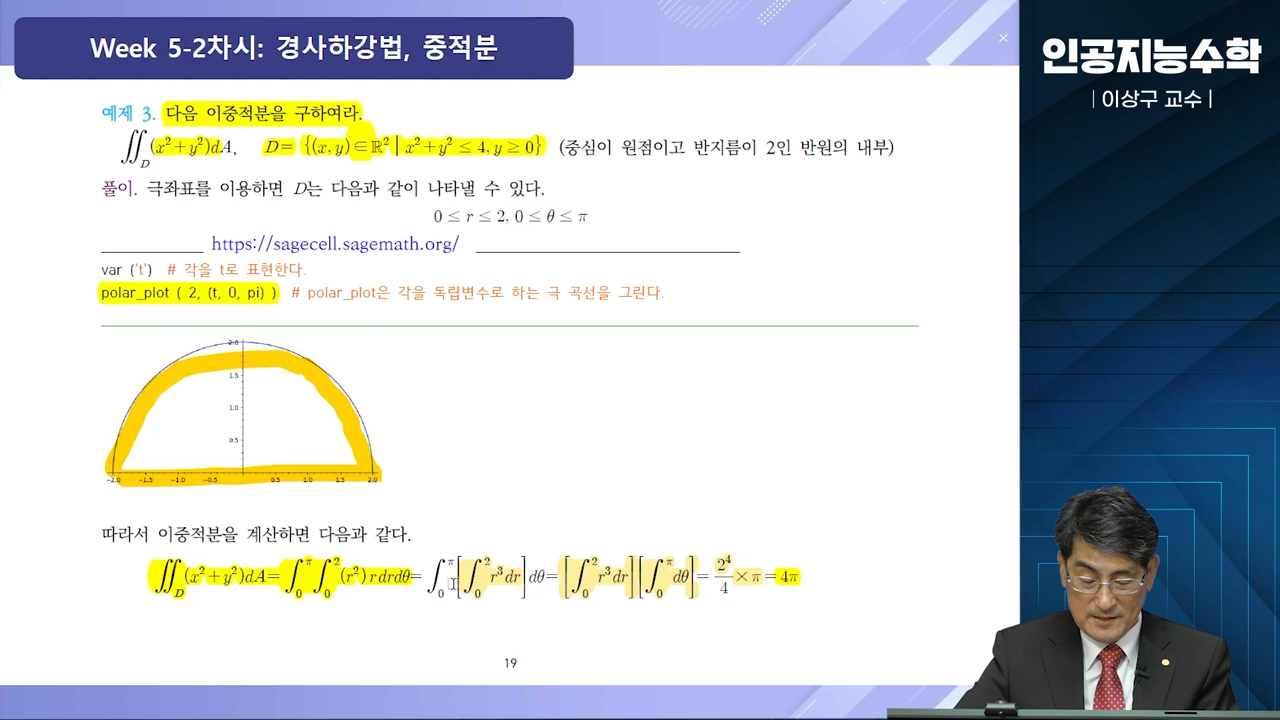 Week 5-2차시: 경사하강법, 중적분
인공지능수학
| 이상구 교수 |
예제 3. 다음 이중적분을 구하여라.
∬_D (x²+y²)dA, D= {(x, y)∈ℝ² | x²+y² ≤ 4, y ≥ 0} (중심이 원점이고 반지름이 2인 반원의 내부)
풀이. 극좌표를 이용하면 D는 다음과 같이 나타낼 수 있다.
0 ≤ r ≤ 2, 0 ≤ θ ≤ π
https://sagecell.sagemath.org/
var ('t') # 각을 t로 표현한다.
polar_plot ( 2, (t, 0, pi) ) # polar_plot은 각을 독립변수로 하는 극 곡선을 그린다.
2.0
1.5
1.0
0.5
-2.0 -1.5 -1.0 -0.5 0.5 1.0 1.5 2.0
따라서 이중적분을 계산하면 다음과 같다.
∬_D (x²+y²)dA = ∫_0^π ∫_0^2 (r²) r dr dθ = ∫_0^π [∫_0^2 r³ dr] dθ = [∫_0^2 r³ dr] [∫_0^π dθ] = 2⁴/4 × π = 4π
19